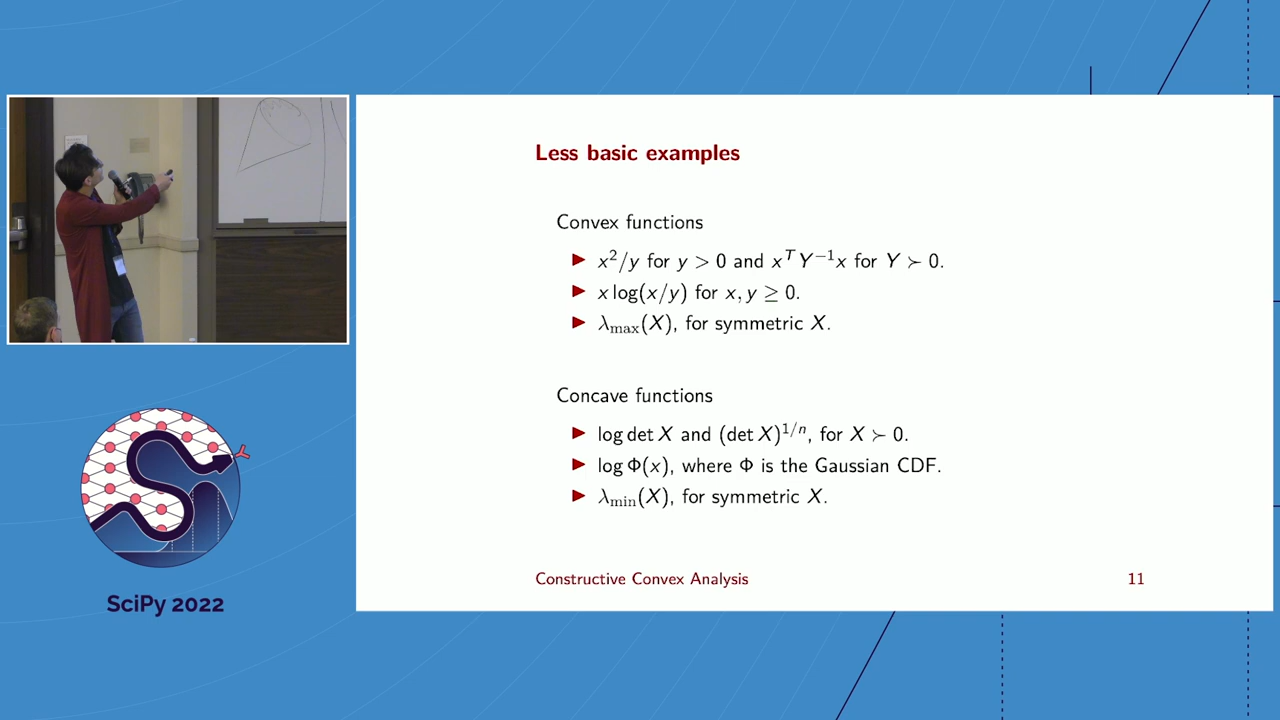 Less basic examples
Convex functions
▶ x²/y for y > 0 and xᵀY⁻¹x for Y ≻ 0.
▶ x log(x/y) for x, y ≥ 0.
▶ λmax(X), for symmetric X.
Concave functions
▶ log det X and (det X)^{1/n}, for X ≻ 0.
▶ log Φ(x), where Φ is the Gaussian CDF.
▶ λmin(X), for symmetric X.
Constructive Convex Analysis 11
SciPy 2022